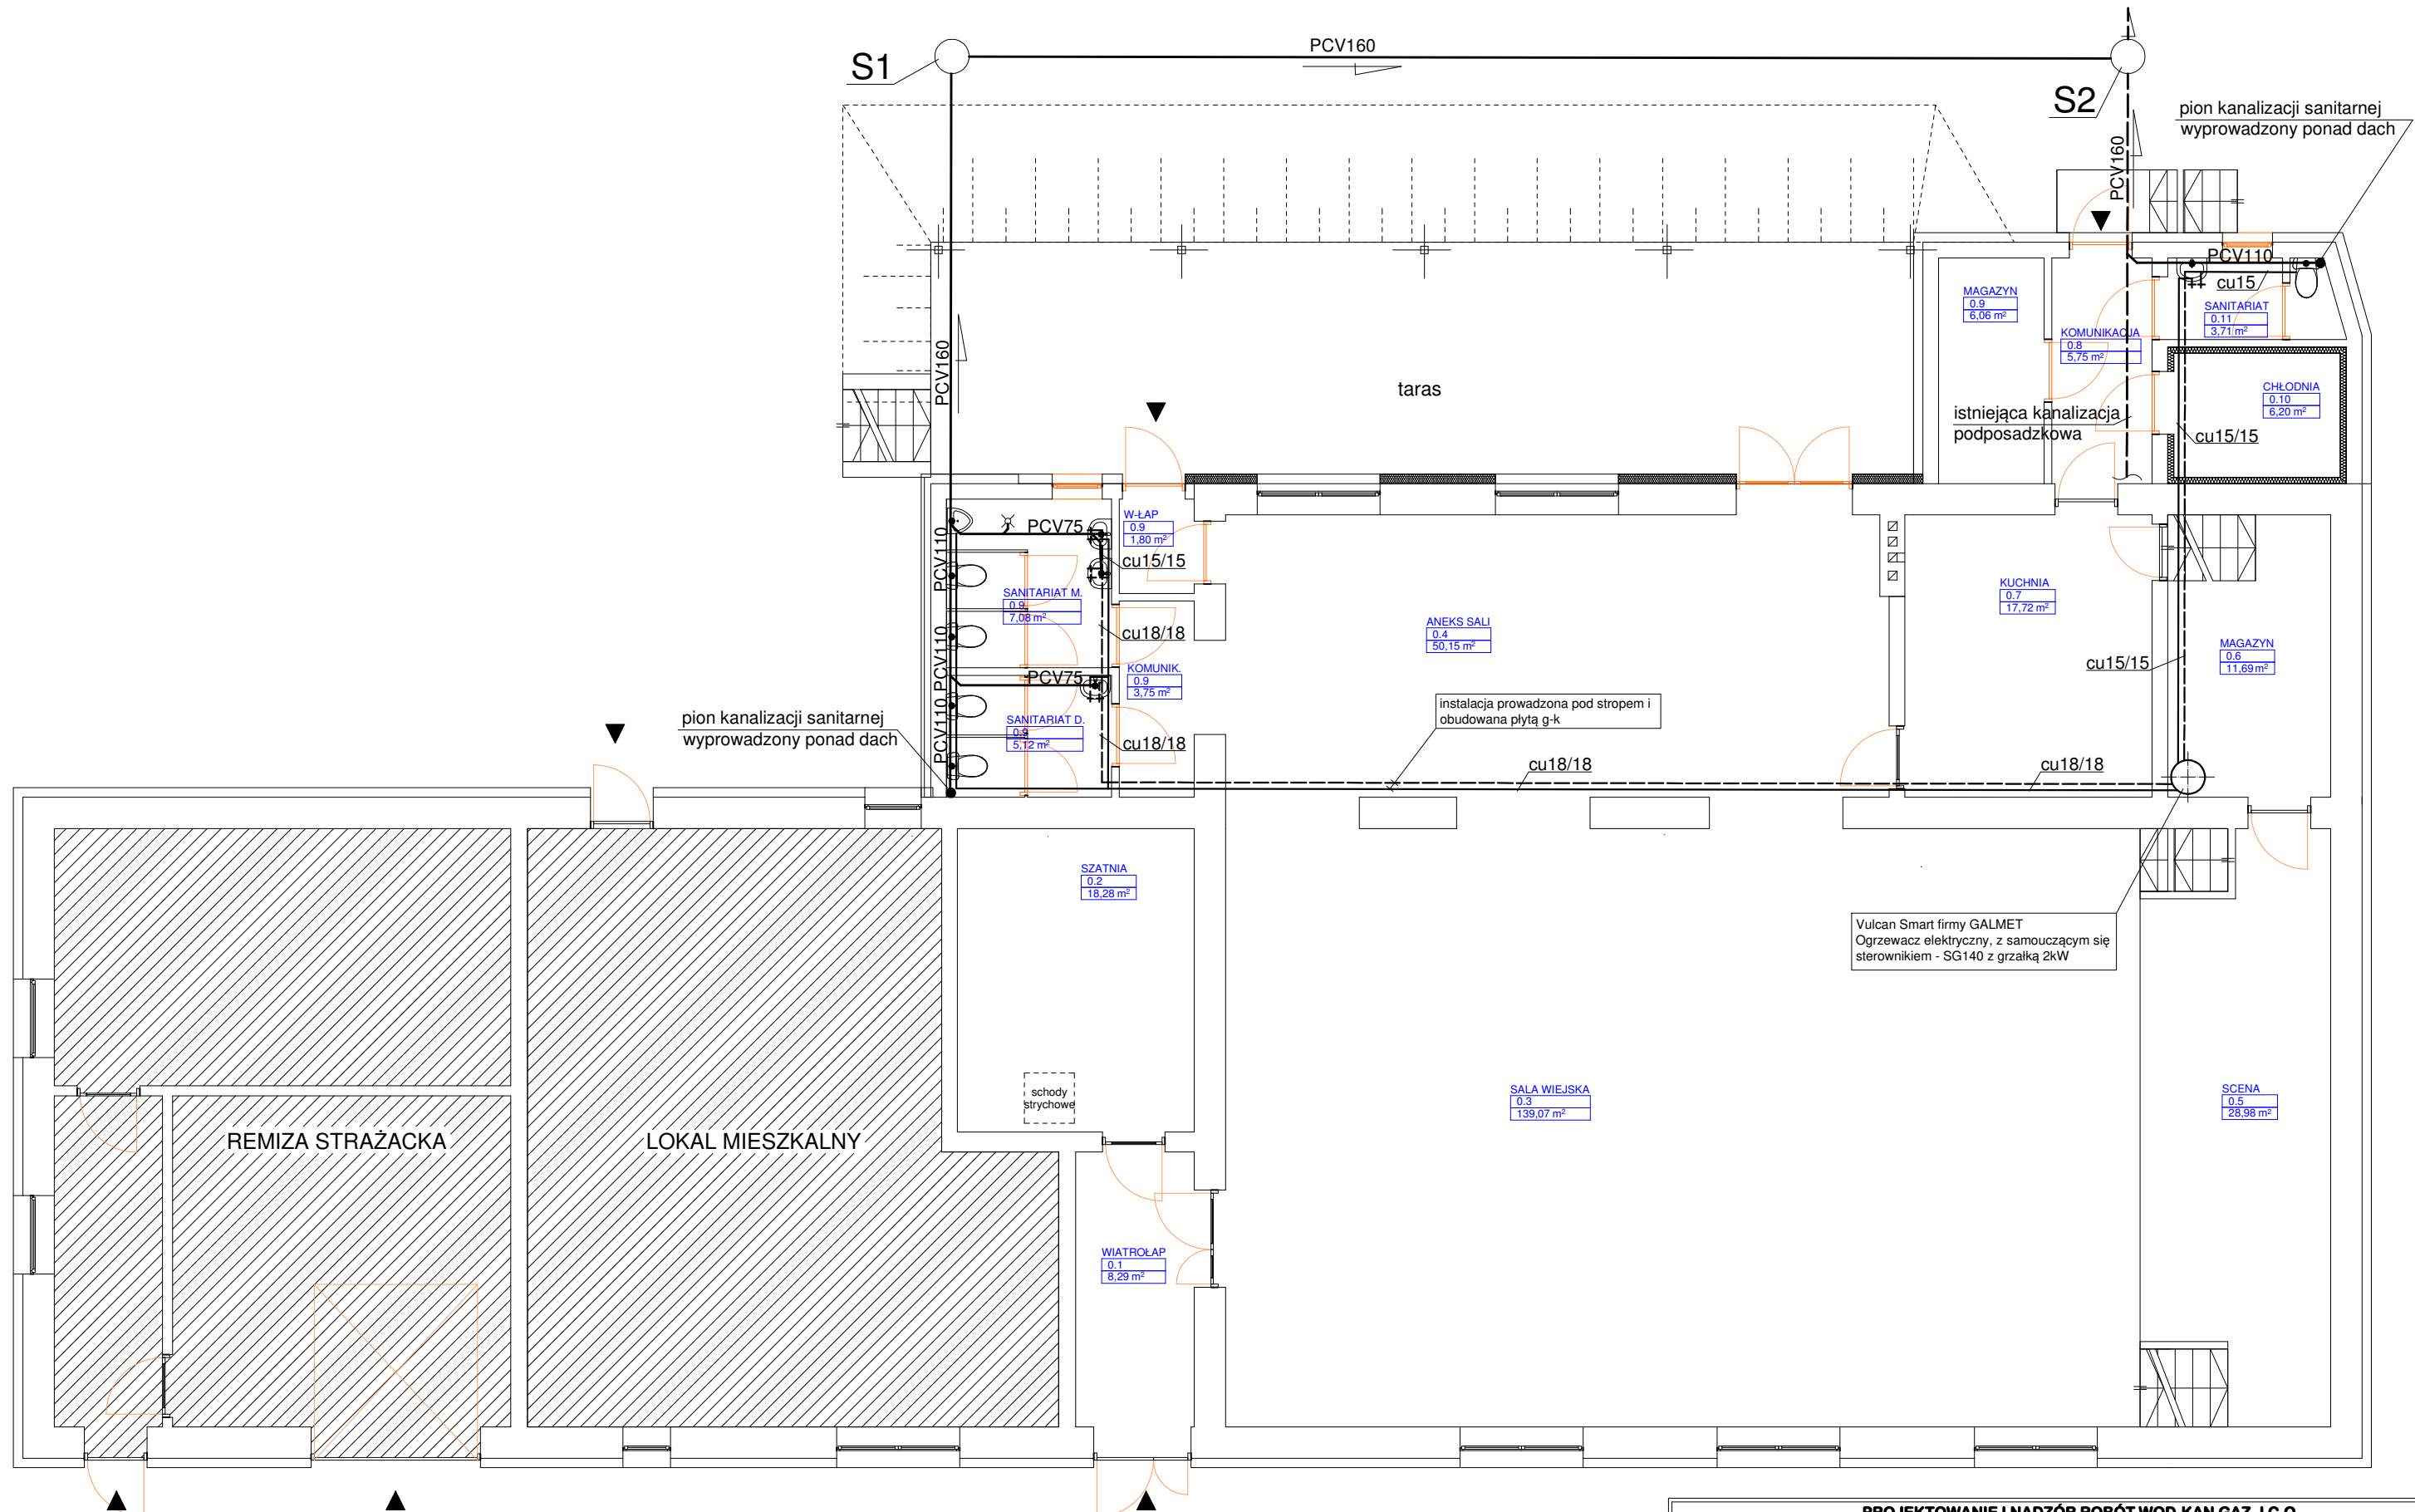 PCV160
S1
S2
pion kanalizacji sanitarnej
wyprowadzony ponad dach
PCV160
PCV110
cu15
MAGAZYN
0.9
6,06 m²
SANITARIAT
0.11
3,71 m²
KOMUNIKACJA
0.8
5,75 m²
PCV160
taras
CHŁODNIA
0.10
6,20 m²
istniejąca kanalizacja
podposadzkowa
cu15/15
W-ŁAP
0.9
1,80 m²
PCV75
cu15/15
PCV110
SANITARIAT M.
0.9
7,08 m²
KUCHNIA
0.7
17,72 m²
ANEKS SALI
0.4
50,15 m²
cu18/18
MAGAZYN
0.6
11,69 m²
cu15/15
PCV110
KOMUNIK.
0.9
3,75 m²
PCV75
PCV110
instalacja prowadzona pod stropem i
obudowana płytą g-k
pion kanalizacji sanitarnej
wyprowadzony ponad dach
SANITARIAT D.
0.9
5,12 m²
cu18/18
cu18/18
cu18/18
SZATNIA
0.2
18,28 m²
Vulcan Smart firmy GALMET
Ogrzewacz elektryczny, z samouczącym się
sterownikiem - SG140 z grzałką 2kW
schody
strychowe
SALA WIEJSKA
0.3
139,07 m²
SCENA
0.5
28,98 m²
REMIZA STRAŻACKA
LOKAL MIESZKALNY
WIATROŁAP
0.1
8,29 m²
PROJEKTOWANIE I NADZÓR ROBÓT WOD-KAN,GAZ, I C.O.